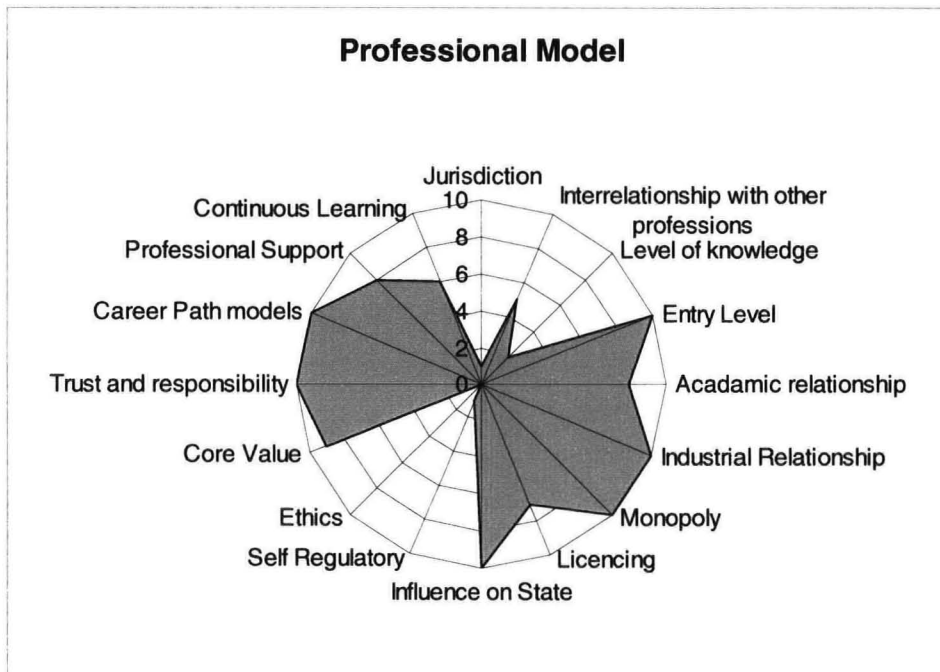 Professional Model
Jurisdiction
Interrelationship with other
professions
Level of knowledge
Entry Level
Acadamic relationship
Industrial Relationship
Monopoly
Licencing
Influence on State
Self Regulatory
Ethics
Core Value
Trust and responsibility
Career Path models
Professional Support
Continuous Learning
10
8
6
4
2
0